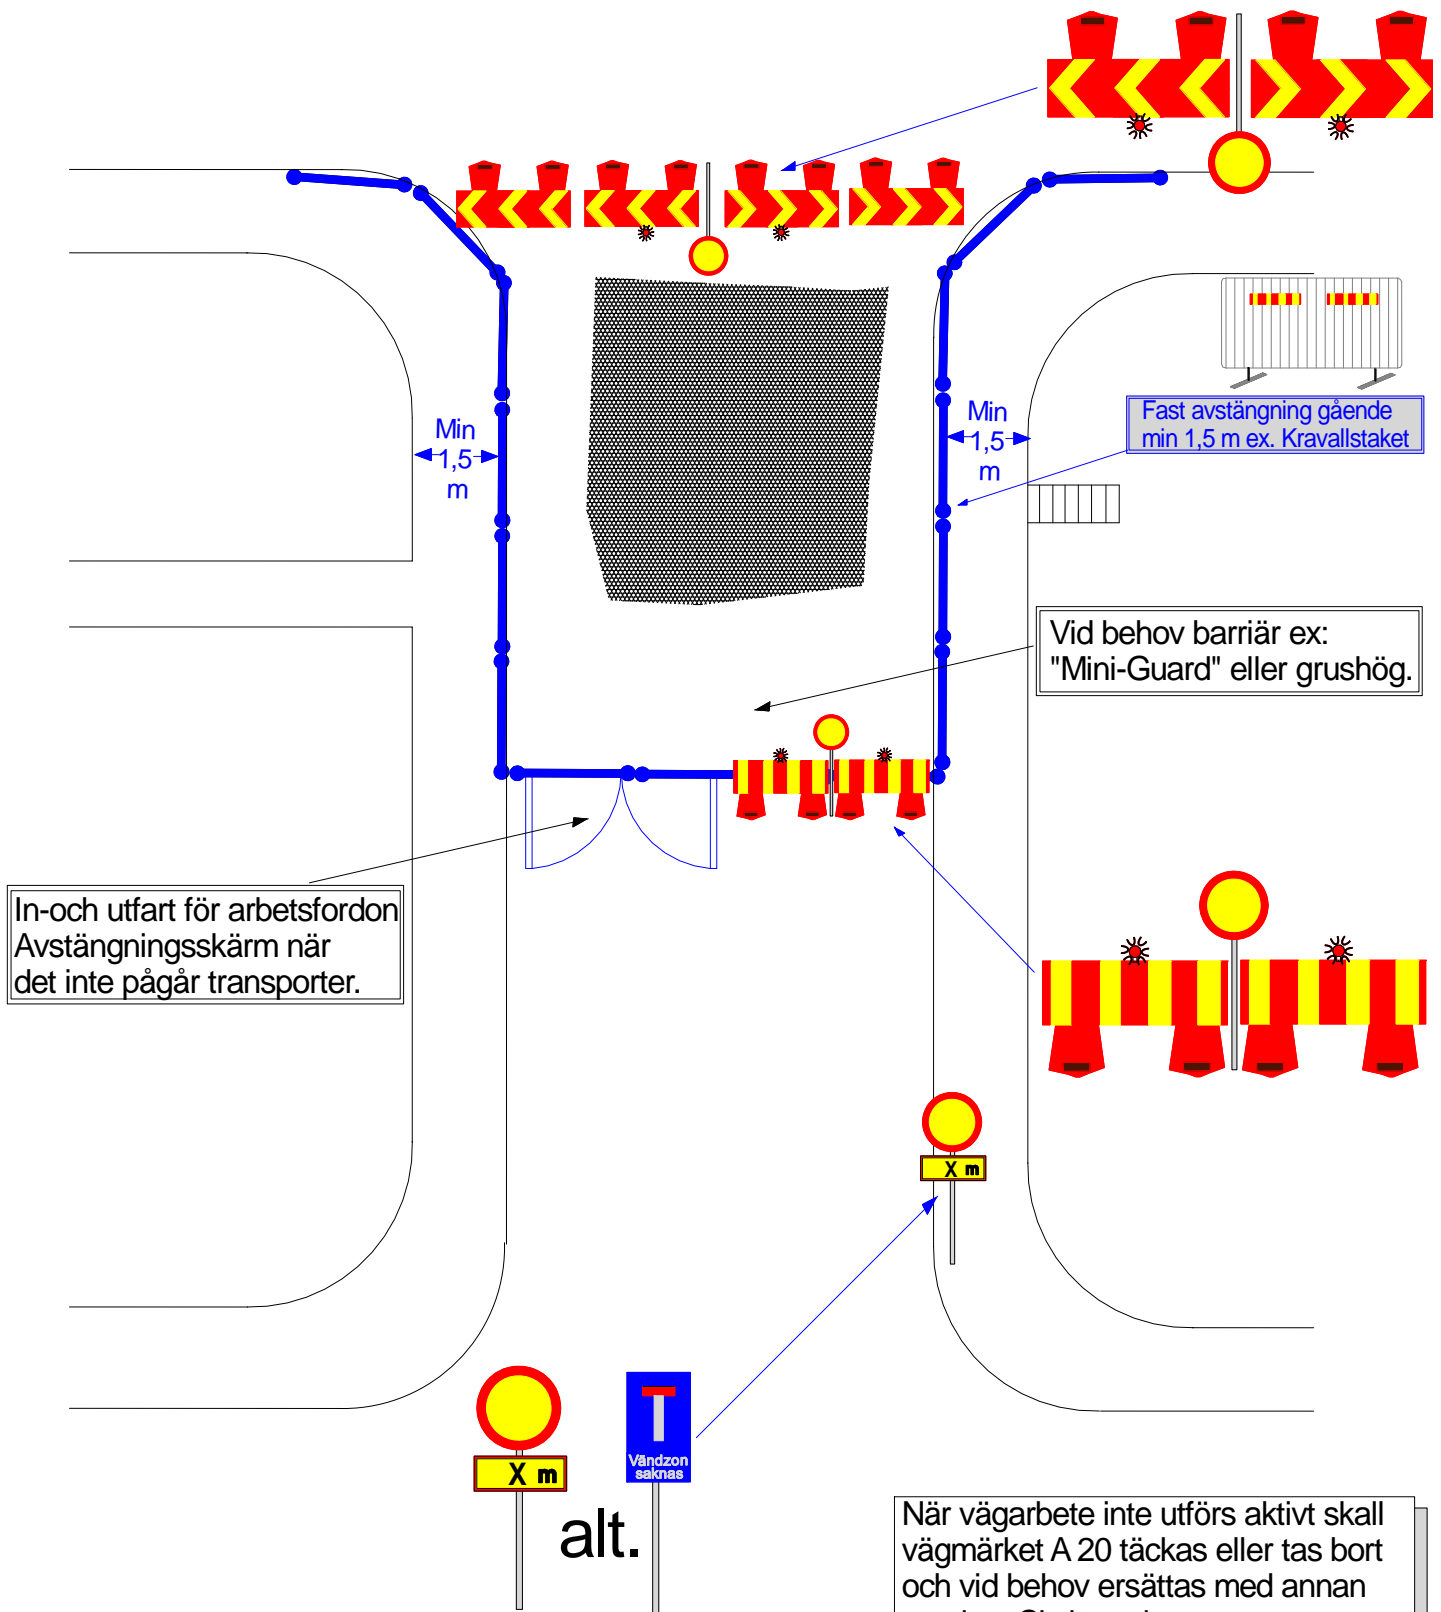 Min
1,5
m
Min
1,5
m
Fast avstängning gående
min 1,5 m ex. Kravallstaket
Vid behov barriär ex:
"Mini-Guard" eller grushög.
In-och utfart för arbetsfordon
Avstängningsskärm när
det inte pågår transporter.
X m
X m
Vändzon
saknas
alt.
När vägarbete inte utförs aktivt skall
vägmärket A 20 täckas eller tas bort
och vid behov ersättas med annan